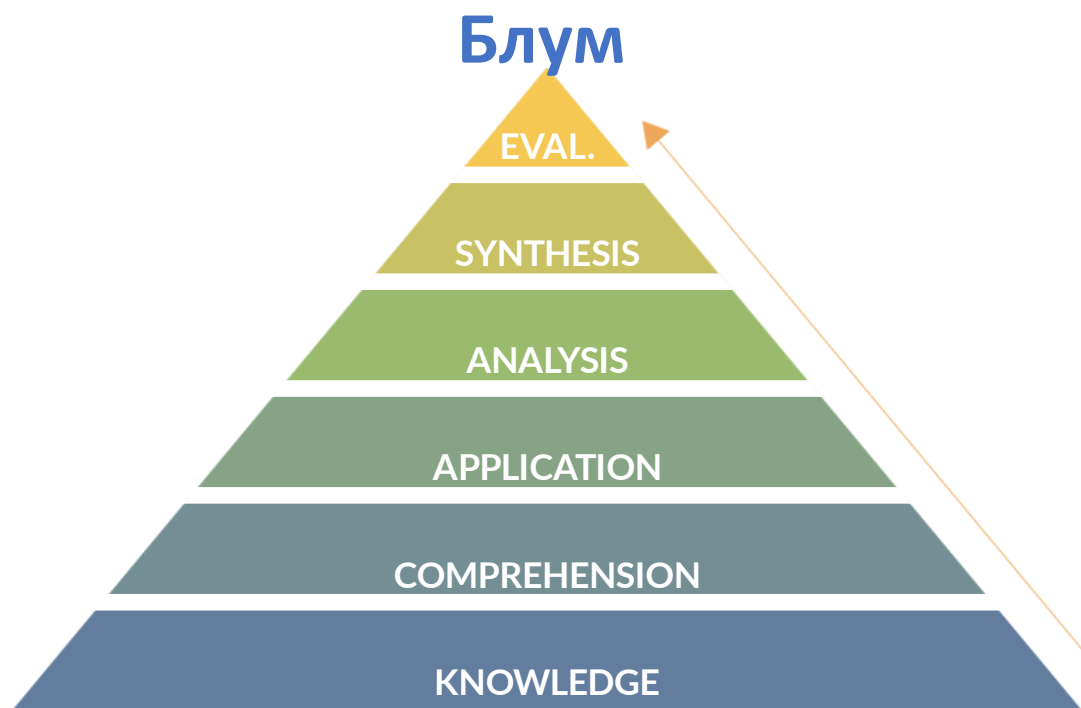 Блум
EVAL.
SYNTHESIS
ANALYSIS
APPLICATION
COMPREHENSION
KNOWLEDGE